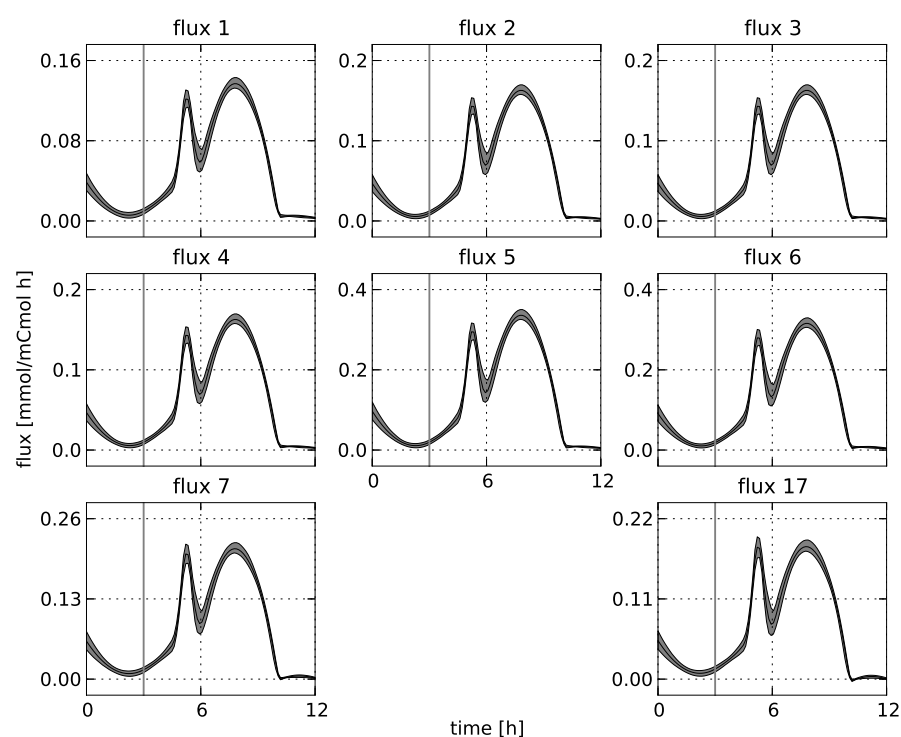 flux 1 flux 2 flux 3
0.16 0.2 0.2
0.08 0.1 0.1
0.00 0.0 0.0
flux 4 flux 5 flux 6
0.2 0.4 0.4
0.1 0.2 0.2
0.0 0.0 0.0
flux [mmol/mCmol h]
0 6 12
flux 7 flux 17
0.26 0.22
0.13 0.11
0.00 0.00
0 6 12 0 6 12
time [h]